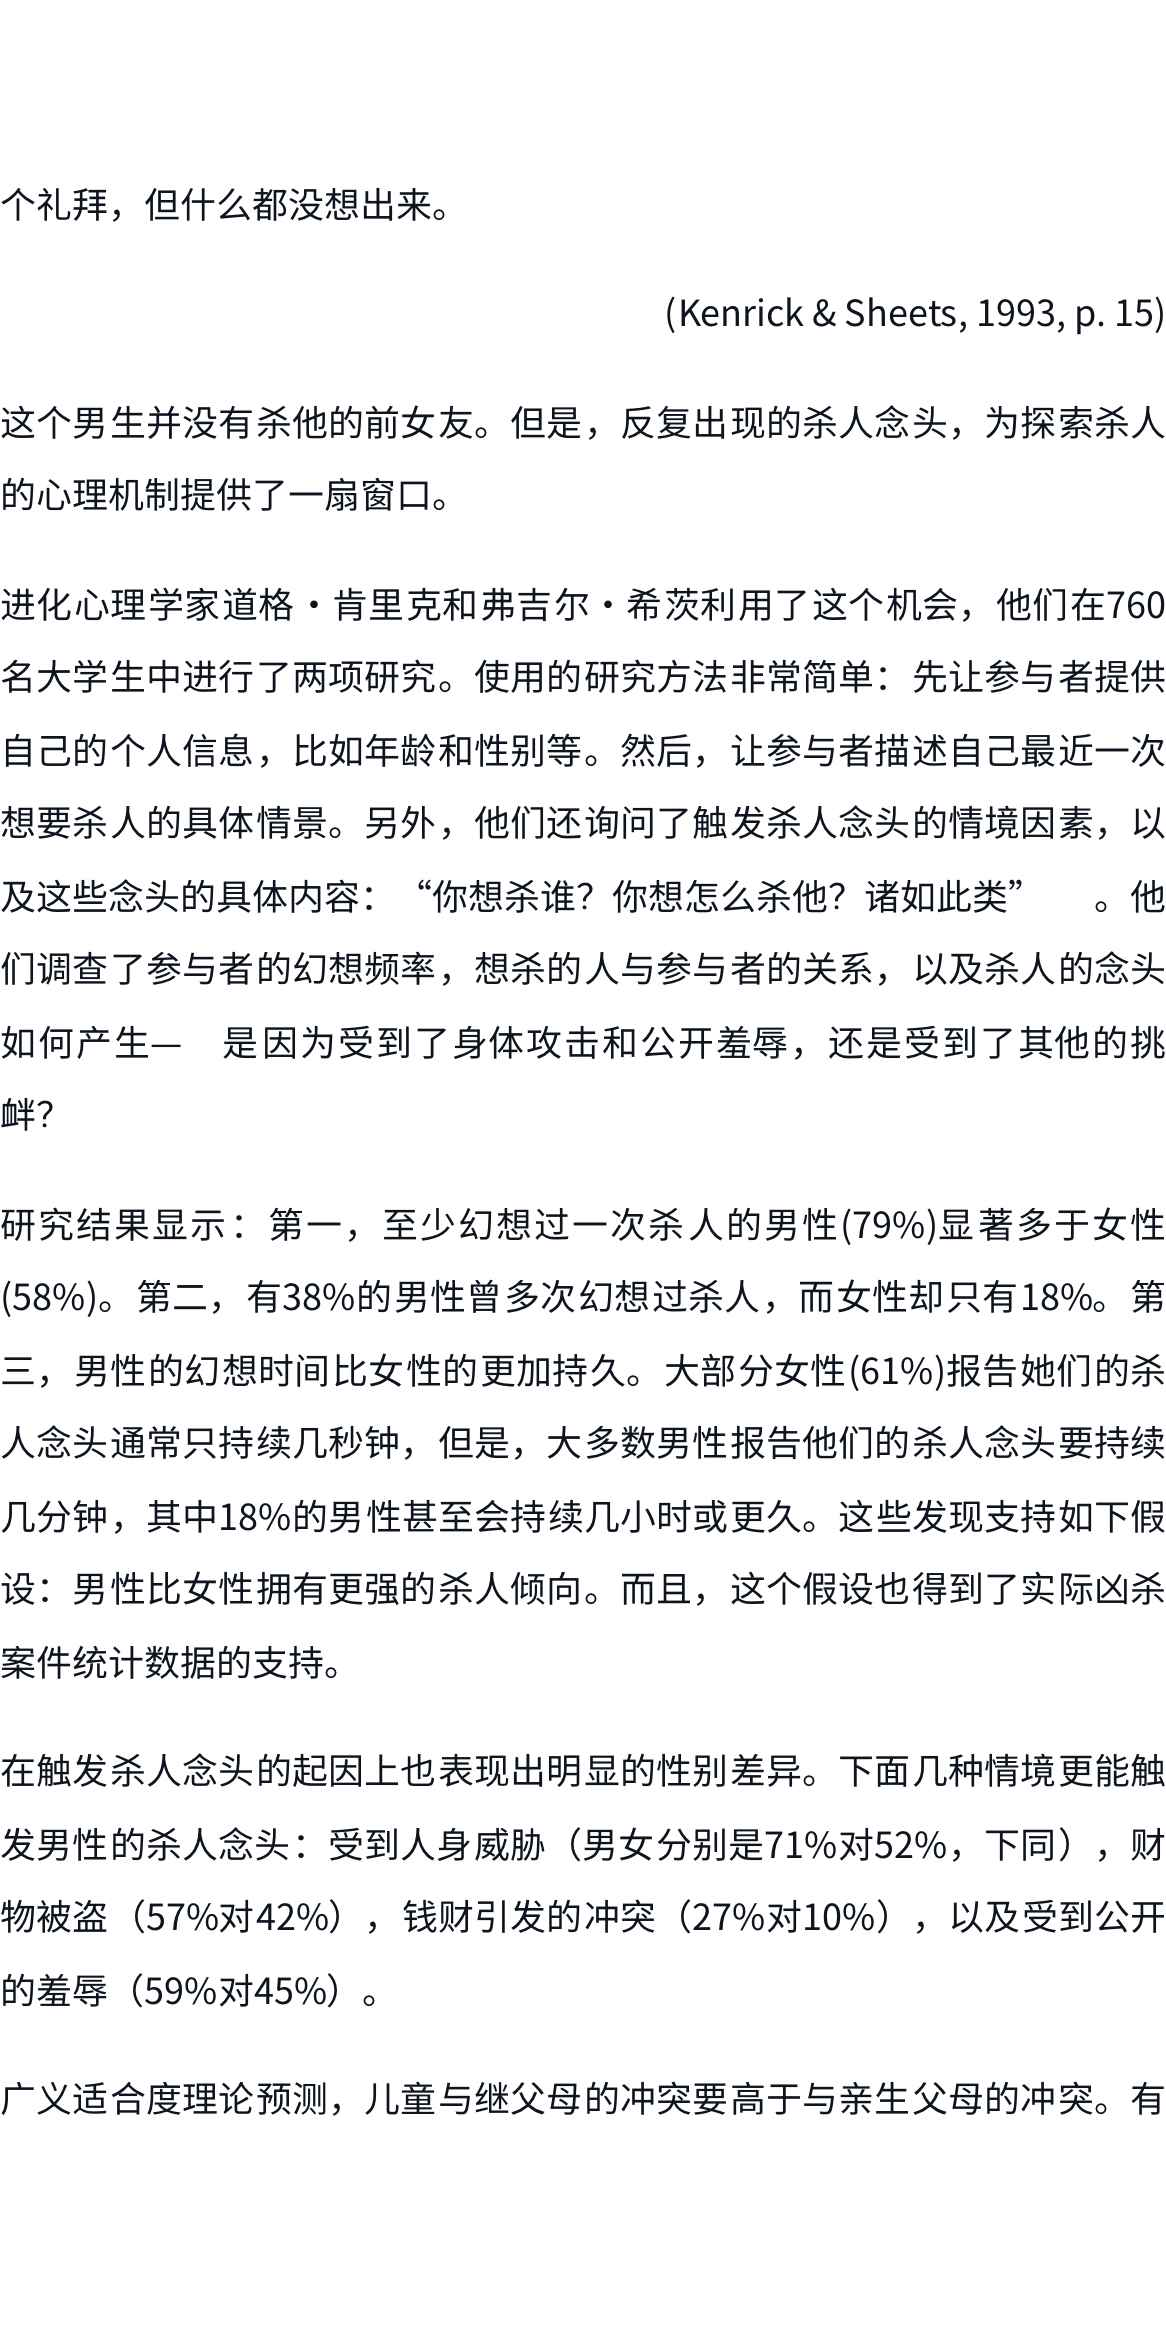 个礼拜，但什么都没想出来。
(Kenrick & Sheets, 1993, p. 15)
这个男生并没有杀他的前女友。但是，反复出现的杀人念头，为探索杀人
的心理机制提供了一扇窗口。
进化心理学家道格·肯里克和弗吉尔·希茨利用了这个机会，他们在760
名大学生中进行了两项研究。使用的研究方法非常简单：先让参与者提供
自己的个人信息，比如年龄和性别等。然后，让参与者描述自己最近一次
想要杀人的具体情景。另外，他们还询问了触发杀人念头的情境因素，以
及这些念头的具体内容：“你想杀谁？你想怎么杀他？诸如此类” 。他
们调查了参与者的幻想频率，想杀的人与参与者的关系，以及杀人的念头
如何产生— 是因为受到了身体攻击和公开羞辱，还是受到了其他的挑
衅？
研究结果显示：第一，至少幻想过一次杀人的男性(79%)显著多于女性
(58%)。第二，有38%的男性曾多次幻想过杀人，而女性却只有18%。第
三，男性的幻想时间比女性的更加持久。大部分女性(61%)报告她们的杀
人念头通常只持续几秒钟，但是，大多数男性报告他们的杀人念头要持续
几分钟，其中18%的男性甚至会持续几小时或更久。这些发现支持如下假
设：男性比女性拥有更强的杀人倾向。而且，这个假设也得到了实际凶杀
案件统计数据的支持。
在触发杀人念头的起因上也表现出明显的性别差异。下面几种情境更能触
发男性的杀人念头：受到人身威胁（男女分别是71%对52%，下同），财
物被盗（57%对42%），钱财引发的冲突（27%对10%），以及受到公开
的羞辱（59%对45%）。
广义适合度理论预测，儿童与继父母的冲突要高于与亲生父母的冲突。有